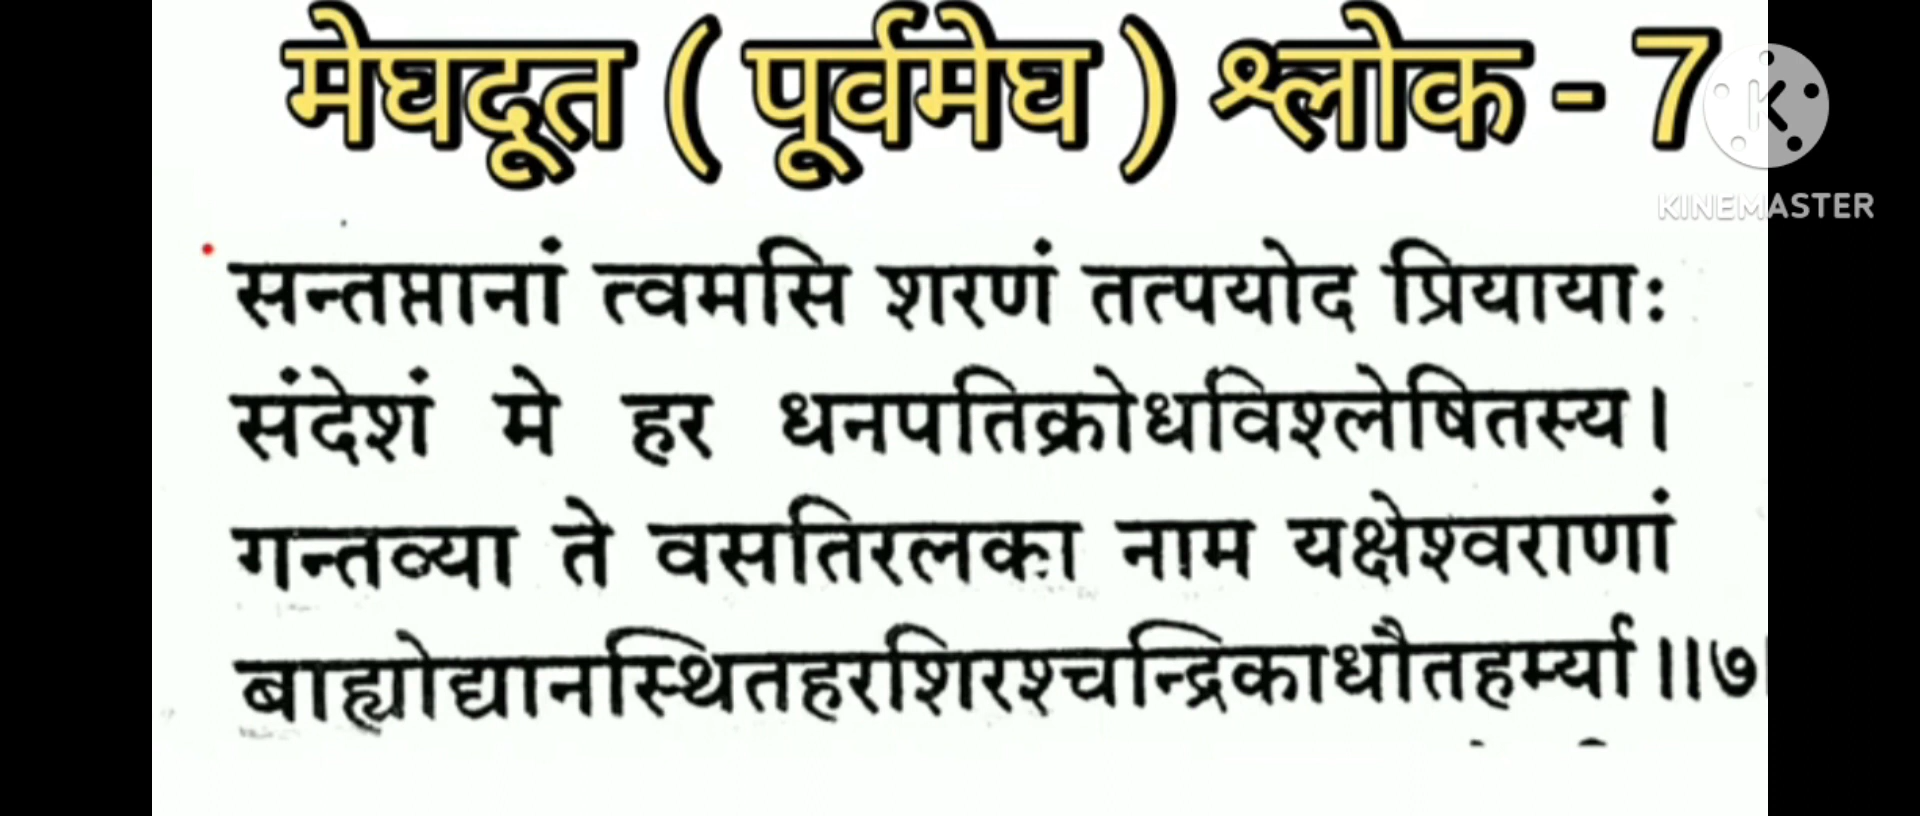 मेघदूत ( पूर्वमेघ ) श्लोक - 7
KINEMASTER
सन्तप्तानां त्वमसि शरणं तत्पयोद प्रियायाः
संदेशं मे हर धनपतिक्रोधविश्लेषितस्य।
गन्तव्या ते वसतिरलका नाम यक्षेश्वराणां
बाह्योद्यानस्थितहरशिरश्चन्द्रिकाधौतहर्म्या॥७